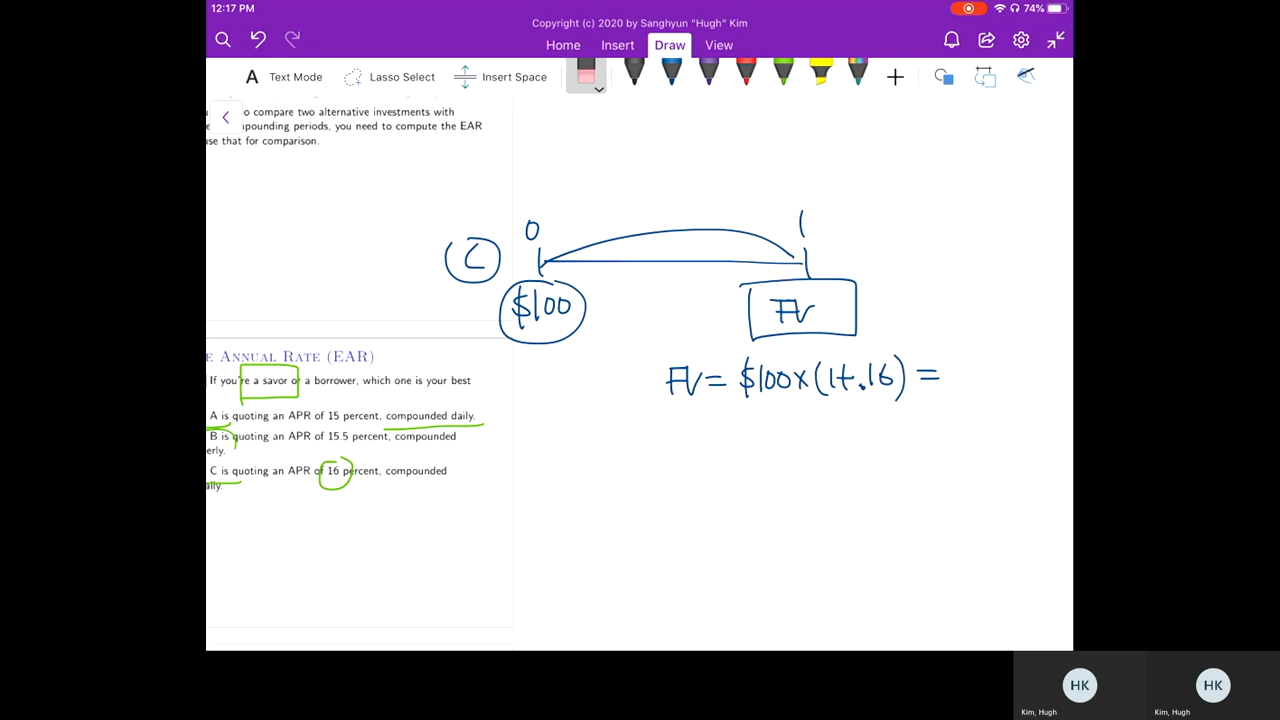 12:17 PM
74%
Copyright (c) 2020 by Sanghyun "Hugh" Kim
Home Insert Draw View
A Text Mode Lasso Select Insert Space
o compare two alternative investments with
mpounding periods, you need to compute the EAR
use that for comparison.
0 1
C
$100 FV
FV = $100x(1+.16) =
E ANNUAL RATE (EAR)
If you're a savor or a borrower, which one is your best
A is quoting an APR of 15 percent, compounded daily.
B is quoting an APR of 15.5 percent, compounded
erly.
C is quoting an APR of 16 percent, compounded
ally.
HK HK
Kim, Hugh Kim, Hugh